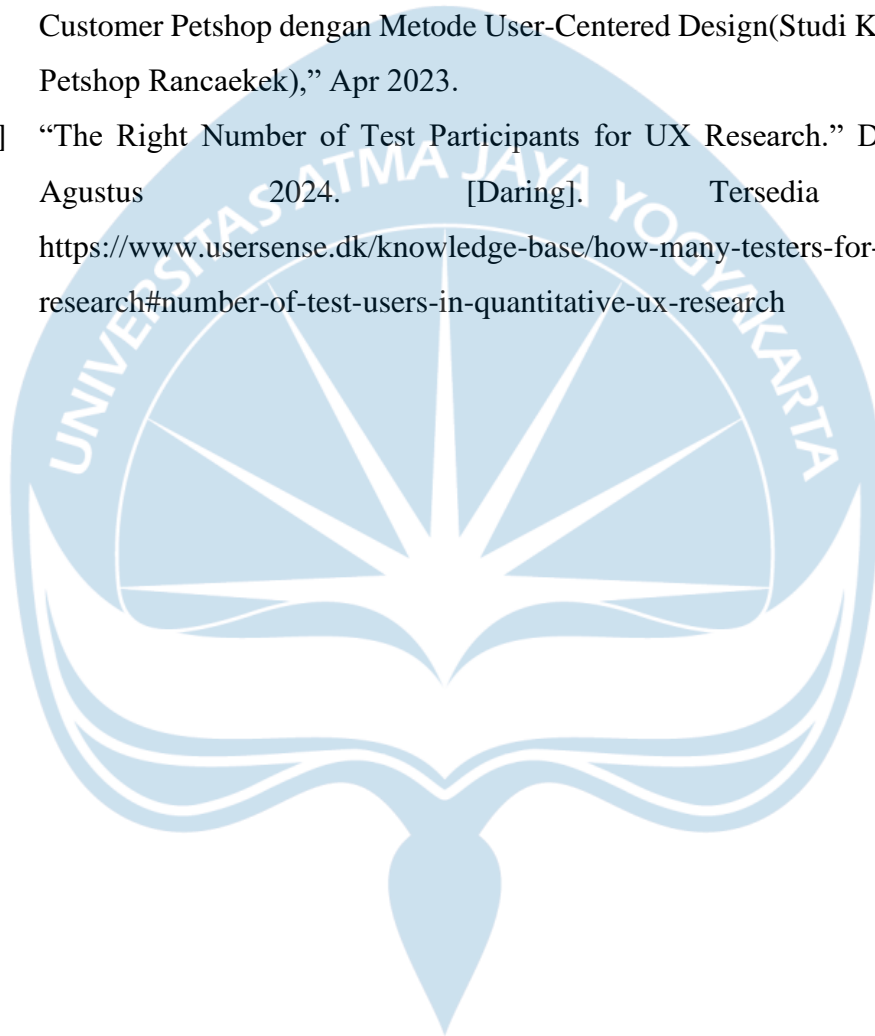 Customer Petshop dengan Metode User-Centered Design(Studi K
Petshop Rancaekek),” Apr 2023.
] “The Right Number of Test Participants for UX Research.” D
Agustus 2024. [Daring]. Tersedia
https://www.usersense.dk/knowledge-base/how-many-testers-for-
research#number-of-test-users-in-quantitative-ux-research
UNIVERSITAS ATMA JAYA YOGYAKARTA